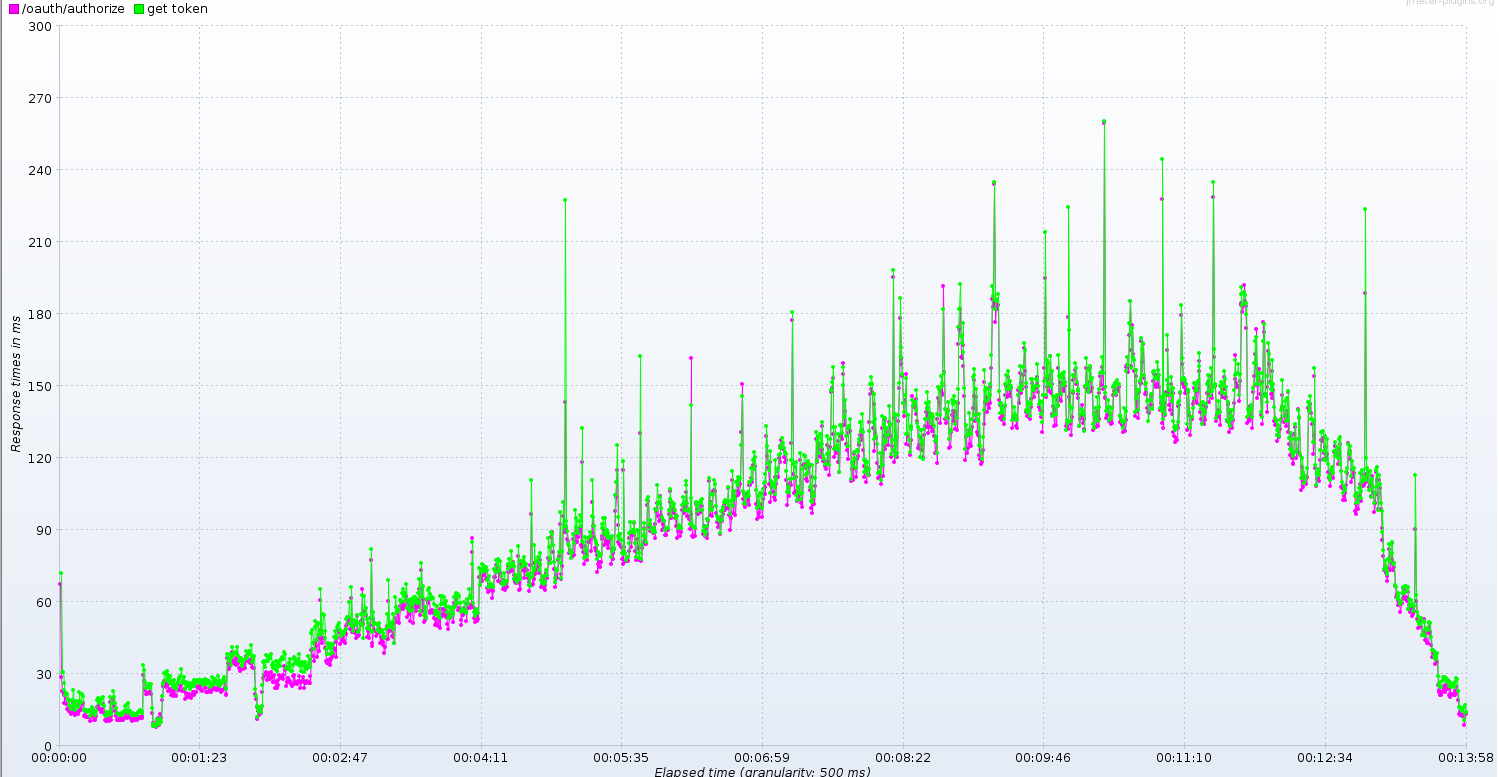 jmeter-plugins.org
/oauth/authorize get token
300
270
240
210
180
150
120
90
60
30
0
Response times in ms
00:00:00 00:01:23 00:02:47 00:04:11 00:05:35 00:06:59 00:08:22 00:09:46 00:11:10 00:12:34 00:13:58
Elapsed time (granularity: 500 ms)